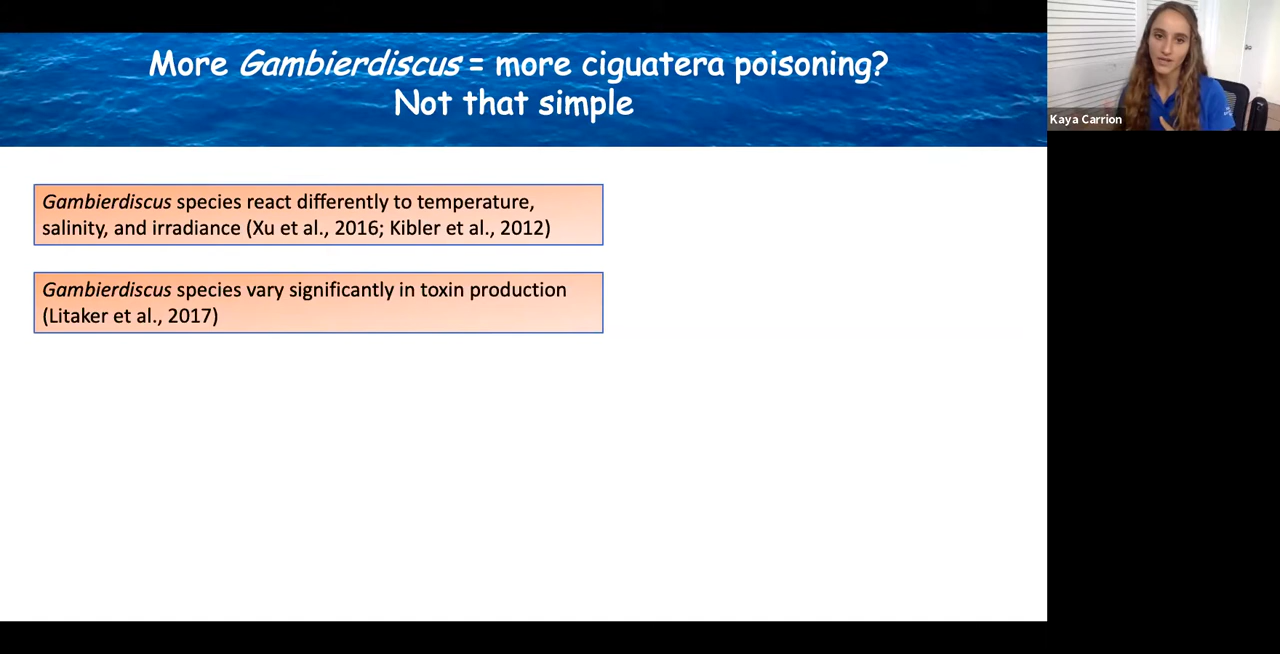 More Gambierdiscus = more ciguatera poisoning?
Not that simple
Kaya Carrion
Gambierdiscus species react differently to temperature,
salinity, and irradiance (Xu et al., 2016; Kibler et al., 2012)
Gambierdiscus species vary significantly in toxin production
(Litaker et al., 2017)